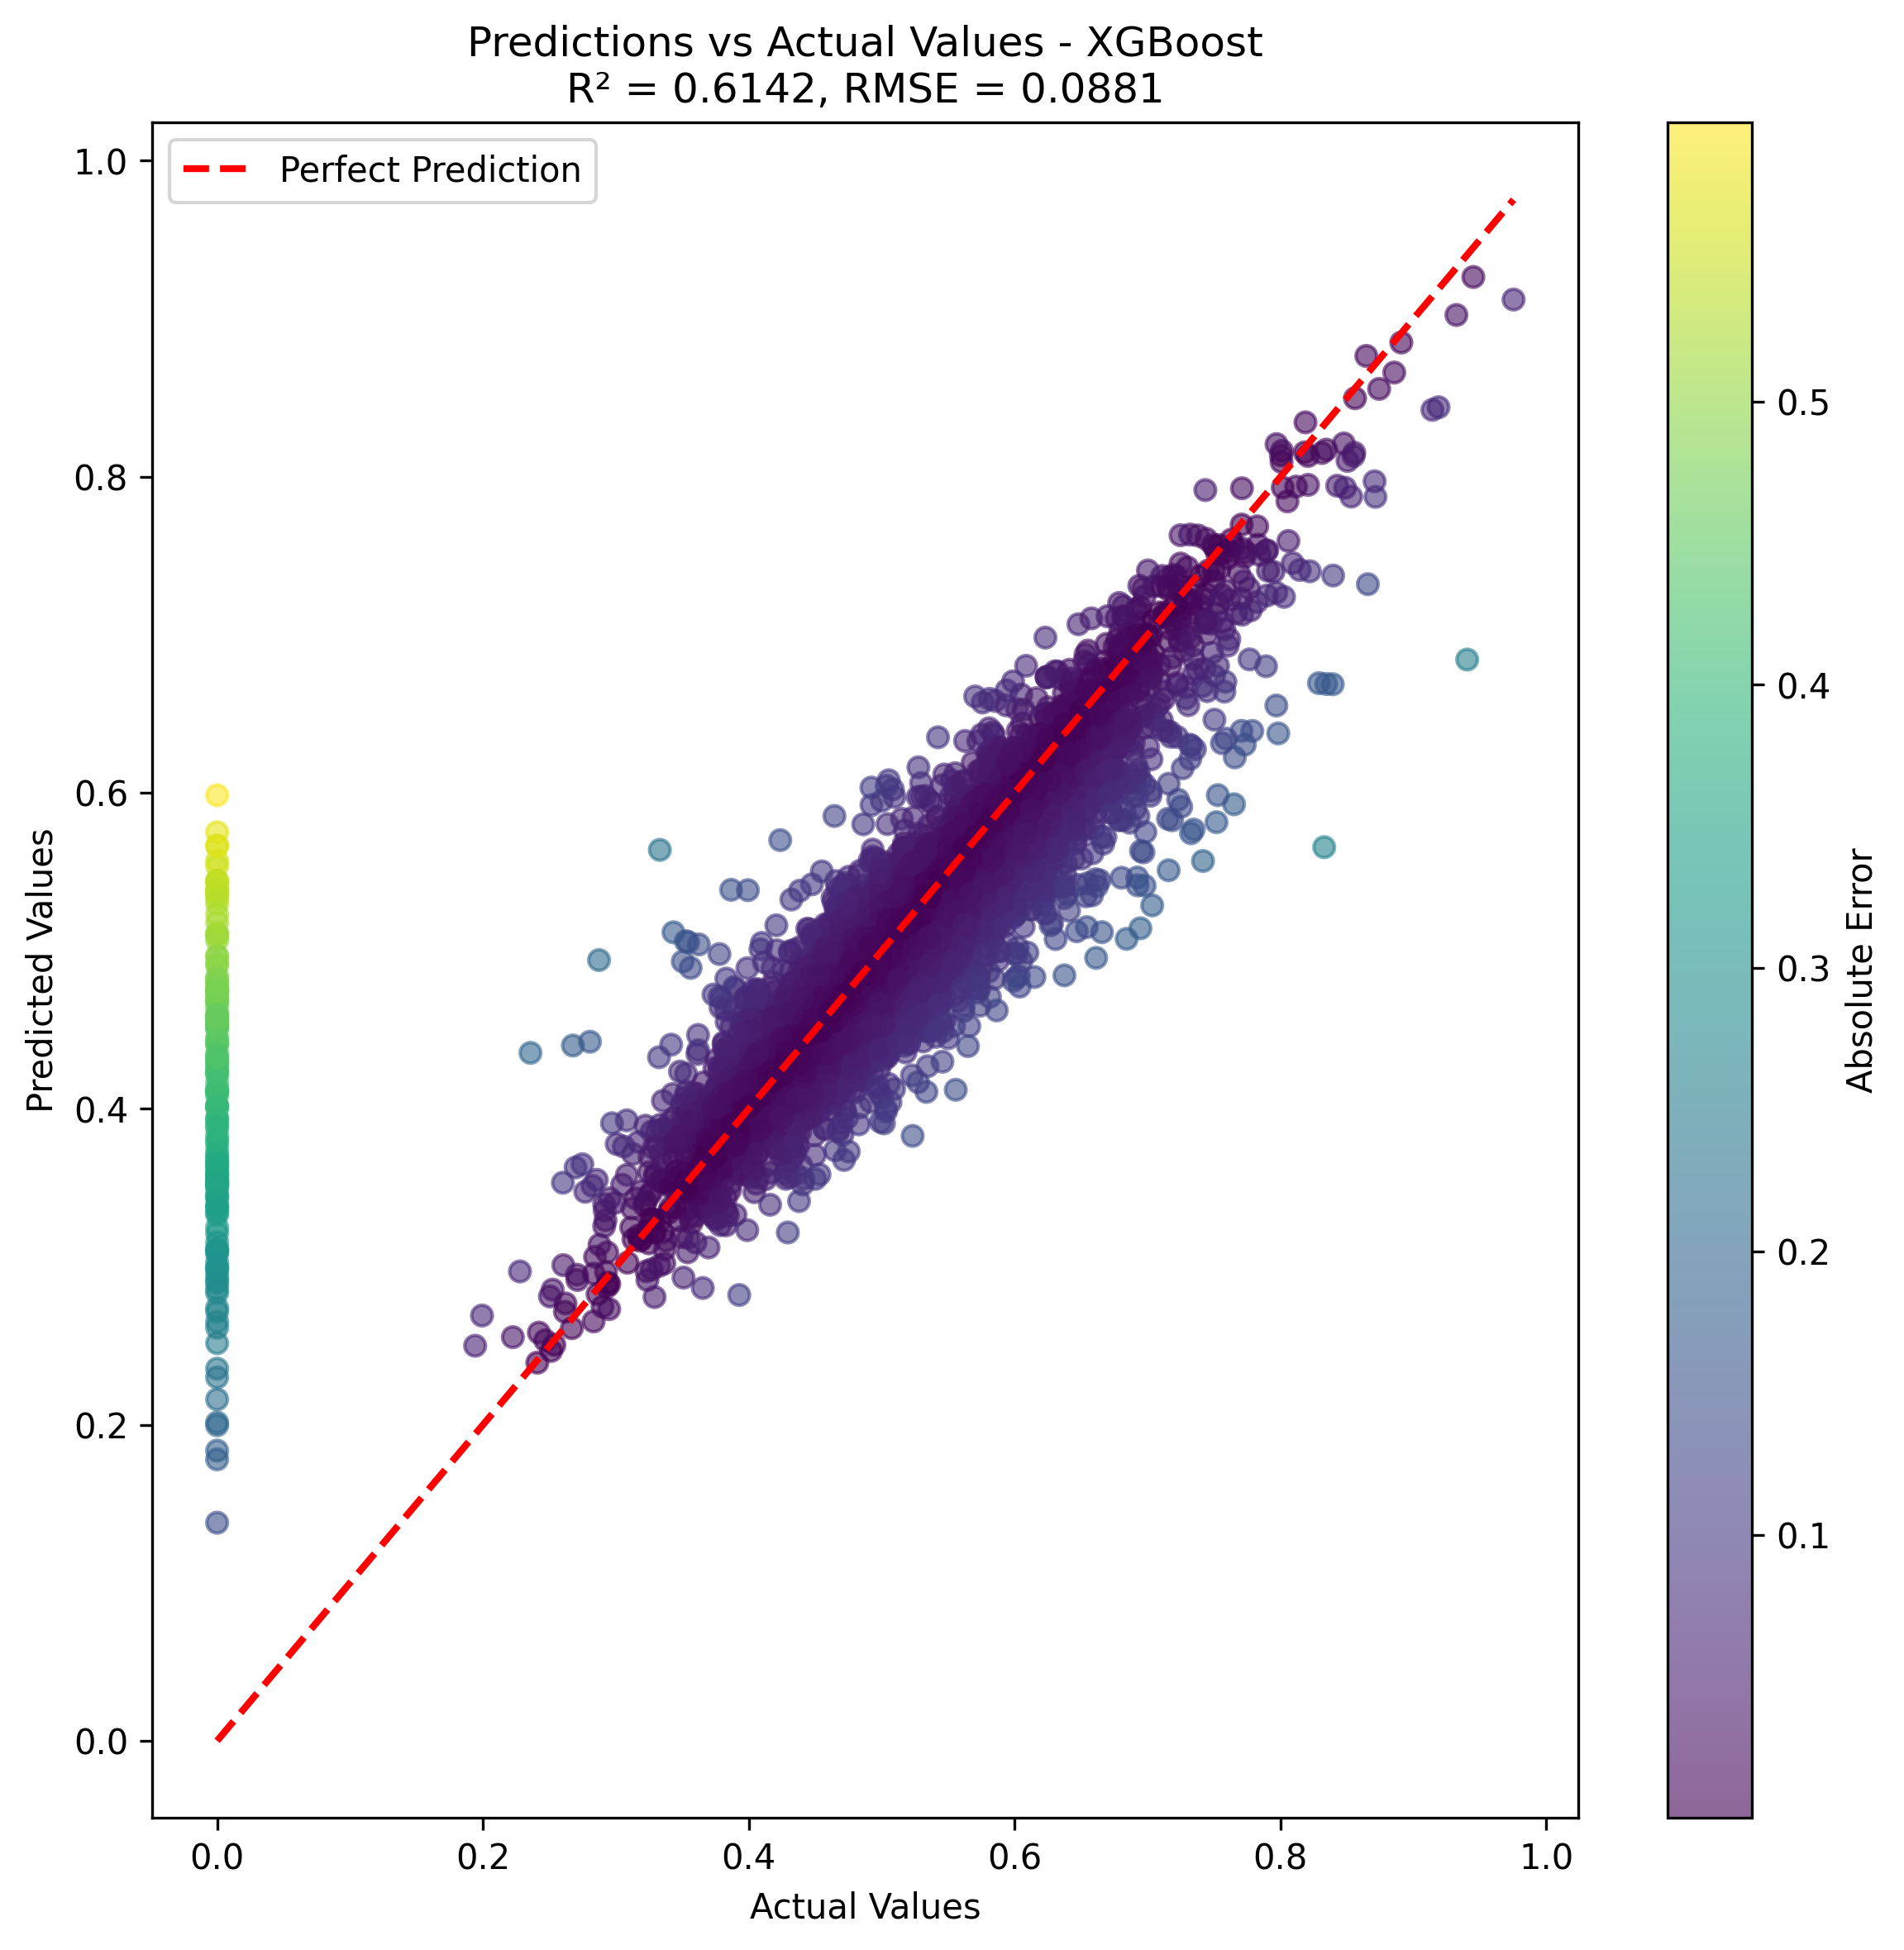 Predictions vs Actual Values - XGBoost
R² = 0.6142, RMSE = 0.0881
Perfect Prediction
1.0
0.8
0.6
0.4
0.2
0.0
Predicted Values
0.0
0.2
0.4
0.6
0.8
1.0
Actual Values
0.5
0.4
0.3
0.2
0.1
Absolute Error